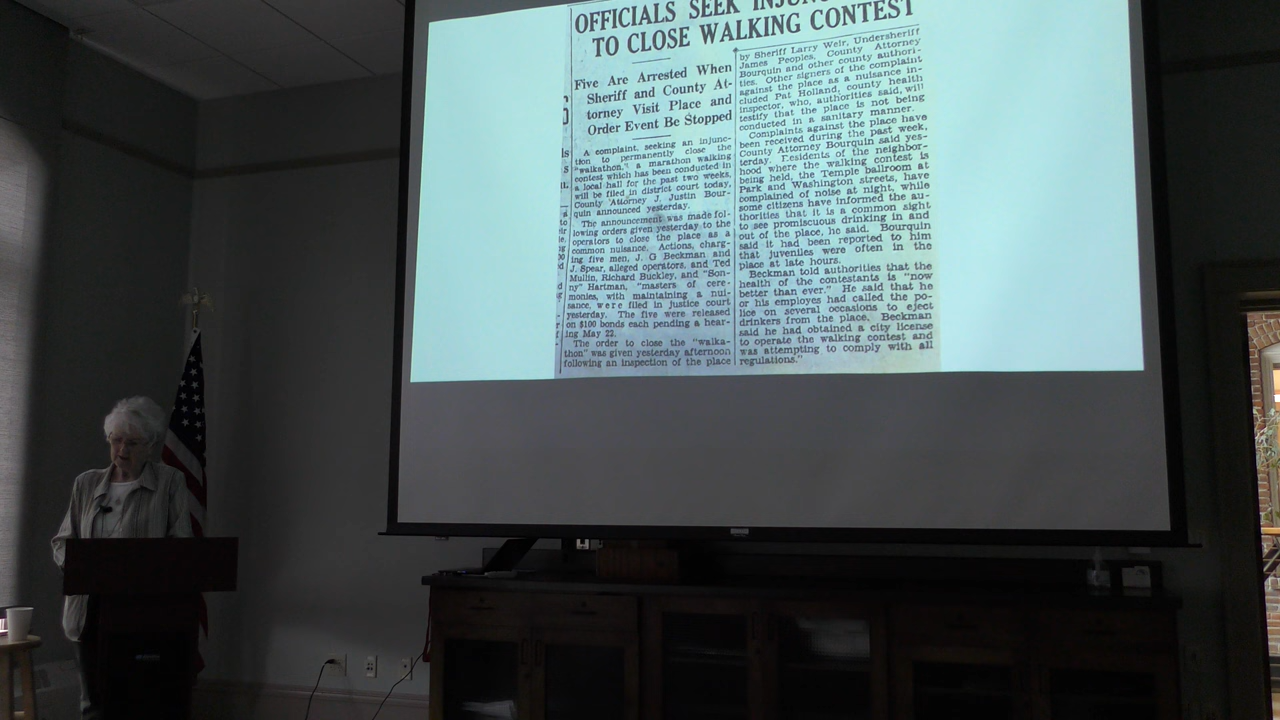 OFFICIALS SEEK
TO CLOSE WALKING CONTEST
Five Are Arrested When
Sheriff and County At-
torney Visit Place and
Order Event Be Stopped
A complaint, seeking an injunc-
tion to permanently close the
"walkathon," a marathon walking
contest which has been conducted in
a local hall for the past two weeks,
will be filed in district court today,
County Attorney J. Justin Bour-
quin announced yesterday.
The announcement was made fol-
lowing orders given yesterday to the
operators to close the place as a
common nuisance. Actions, charg-
ing five men, J. G Beckman and
J. Spear, alleged operators, and Ted
Mullin, Richard Buckley, and "Son-
ny" Hartman, "masters of cere-
monies, with maintaining a nui-
sance, were filed in justice court
yesterday. The five were released
on $100 bonds each pending a hear-
ing May 22.
The order to close the "walka-
thon" was given yesterday afternoon
following an inspection of the place
by Sheriff Larry Weir, Undersheriff
James Peoples, County Attorney
Bourquin and other county authori-
ties. Other signers of the complaint
against the place as a nuisance in-
cluded Pat Holland, county health
inspector, who, authorities said, will
testify that the place is not being
conducted in a sanitary manner.
Complaints against the place have
been received during the past week,
County Attorney Bourquin said yes-
terday. Residents of the neighbor-
hood where the walking contest is
being held, the Temple ballroom at
Park and Washington streets, have
complained of noise at night, while
some citizens have informed the au-
thorities that it is a common sight
to see promiscuous drinking in and
out of the place, he said. Bourquin
said it had been reported to him
that juveniles were often in the
place at late hours.
Beckman told authorities that the
health of the contestants is "now
better than ever." He said that he
or his employes had called the po-
lice on several occasions to eject
drinkers from the place. Beckman
said he had obtained a city license
to operate the walking contest and
was attempting to comply with all
regulations."